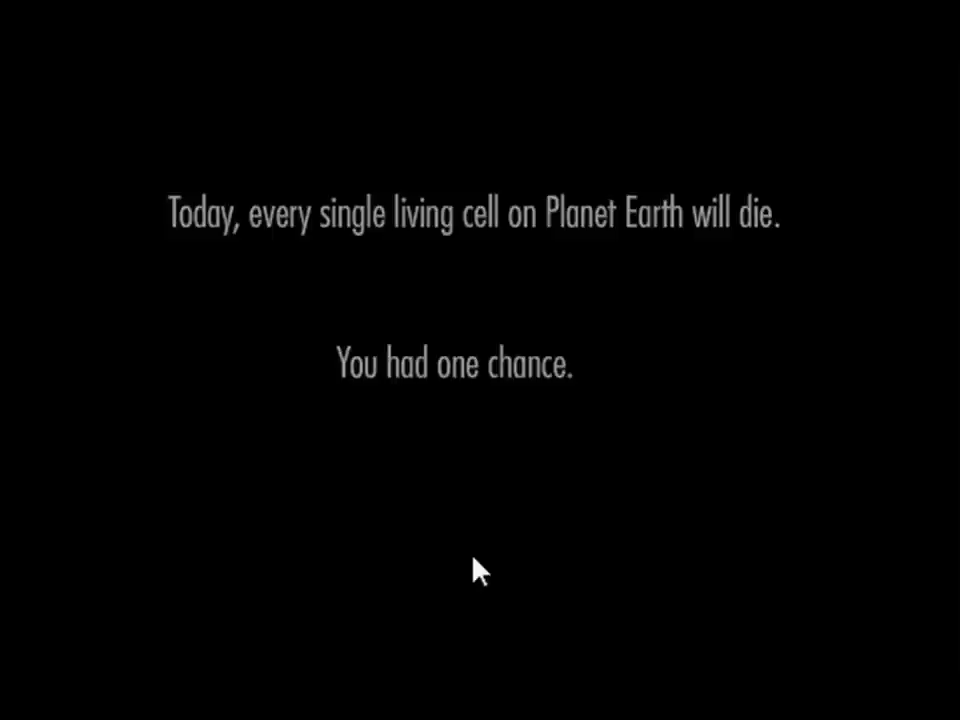 Today, every single living cell on Planet Earth will die.
You had one chance.